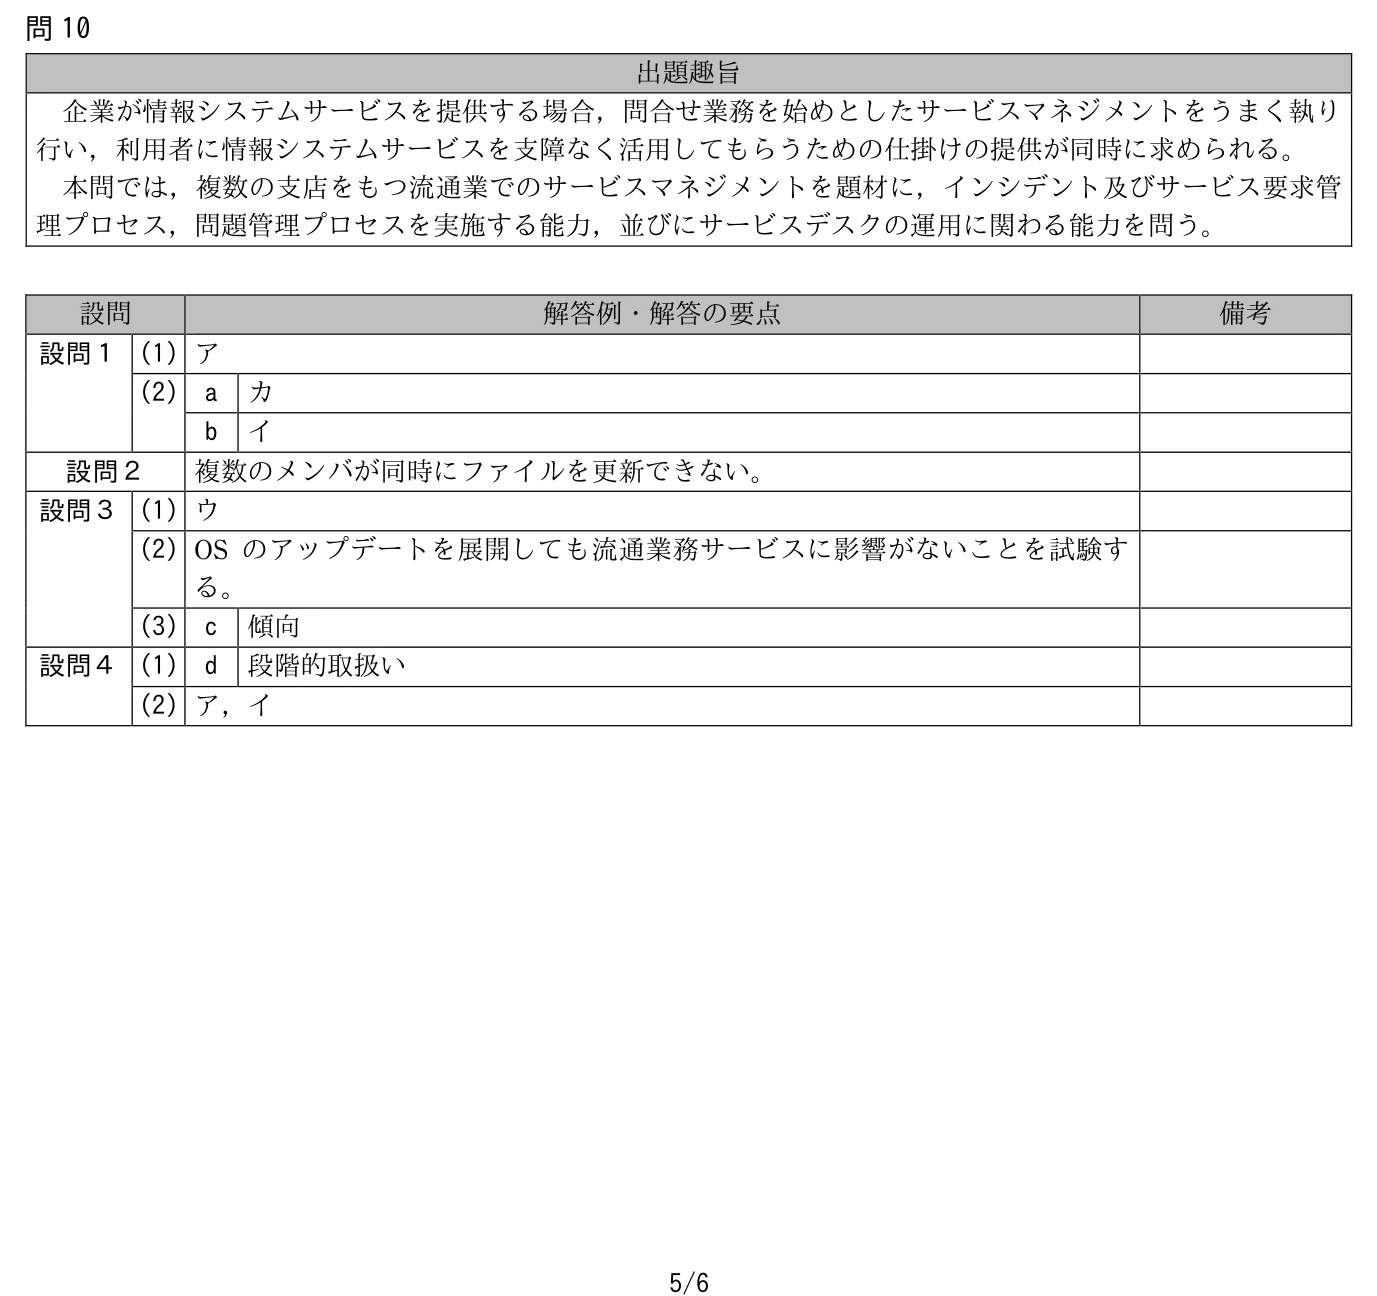 問 10
出題趣旨
企業が情報システムサービスを提供する場合，問合せ業務を始めとしたサービスマネジメントをうまく執り
行い，利用者に情報システムサービスを支障なく活用してもらうための仕掛けの提供が同時に求められる。
本問では，複数の支店をもつ流通業でのサービスマネジメントを題材に，インシデント及びサービス要求管
理プロセス，問題管理プロセスを実施する能力，並びにサービスデスクの運用に関わる能力を問う。
設問 解答例・解答の要点 備考
設問１ (1) ア
(2) a カ
b イ
設問２ 複数のメンバが同時にファイルを更新できない。
設問３ (1) ウ
(2) OS のアップデートを展開しても流通業務サービスに影響がないことを試験す
る。
(3) c 傾向
設問４ (1) d 段階的取扱い
(2) ア，イ
5/6